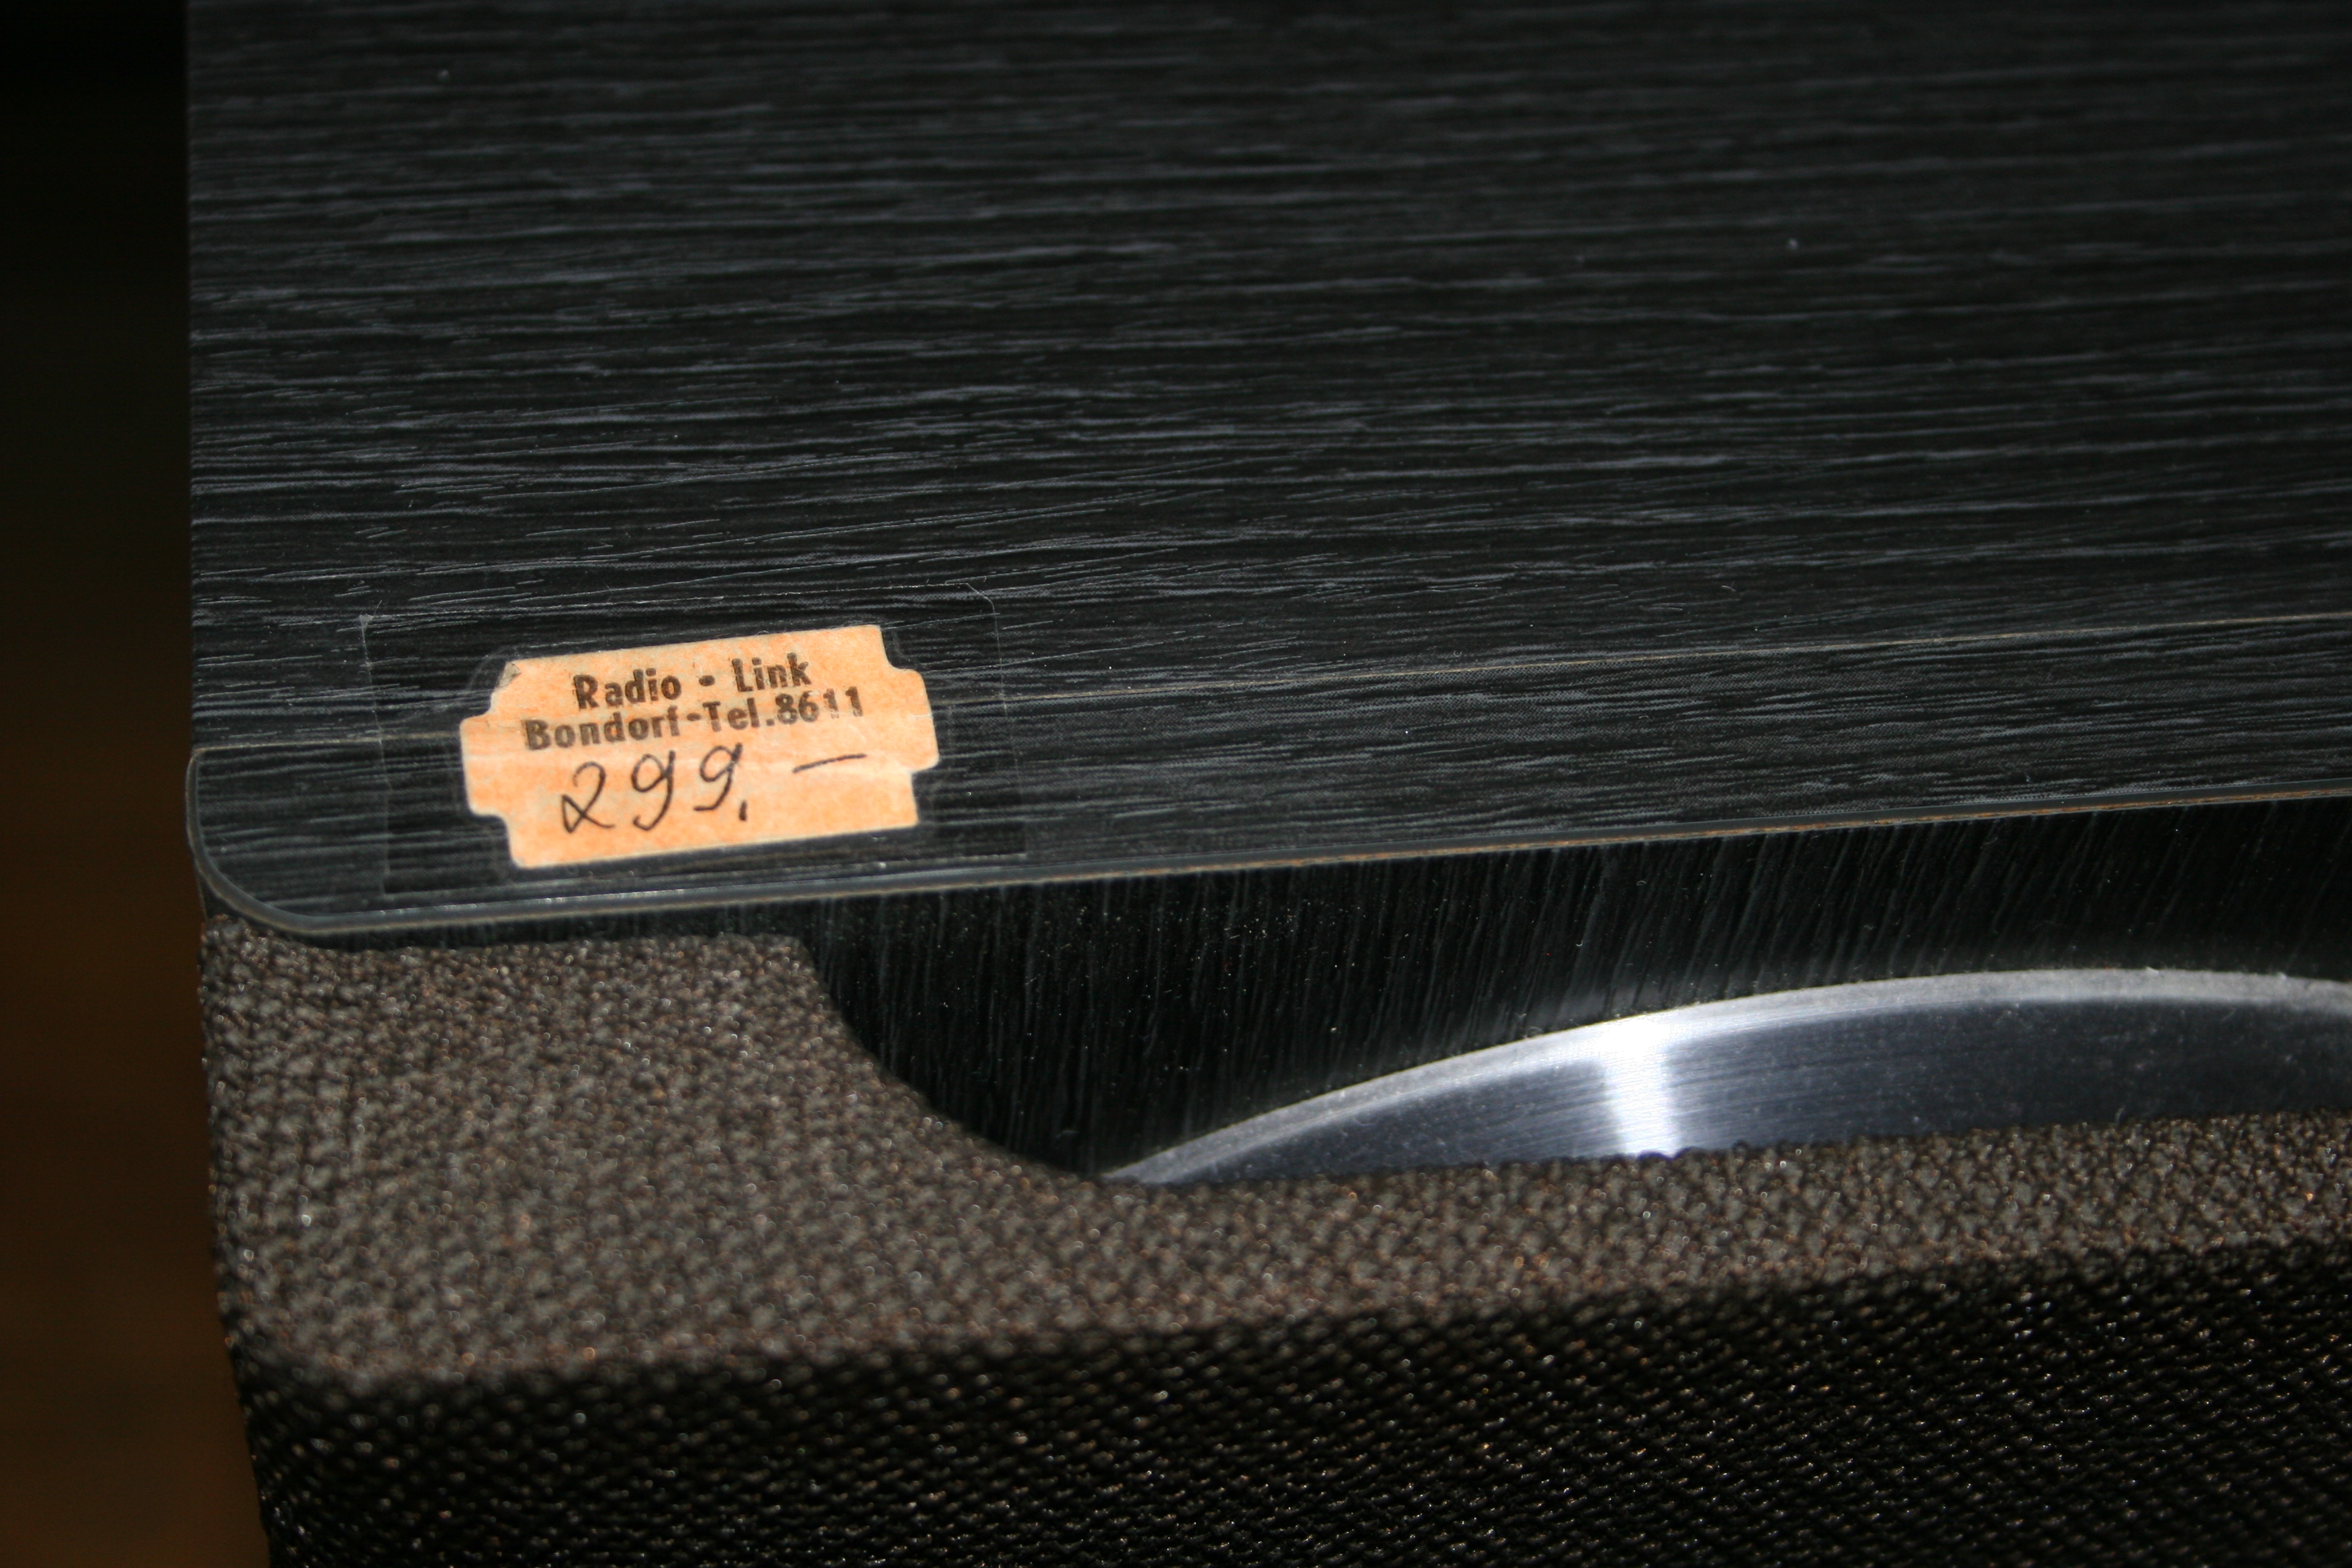 Radio - Link
Bondorf-Tel.8611
299,-